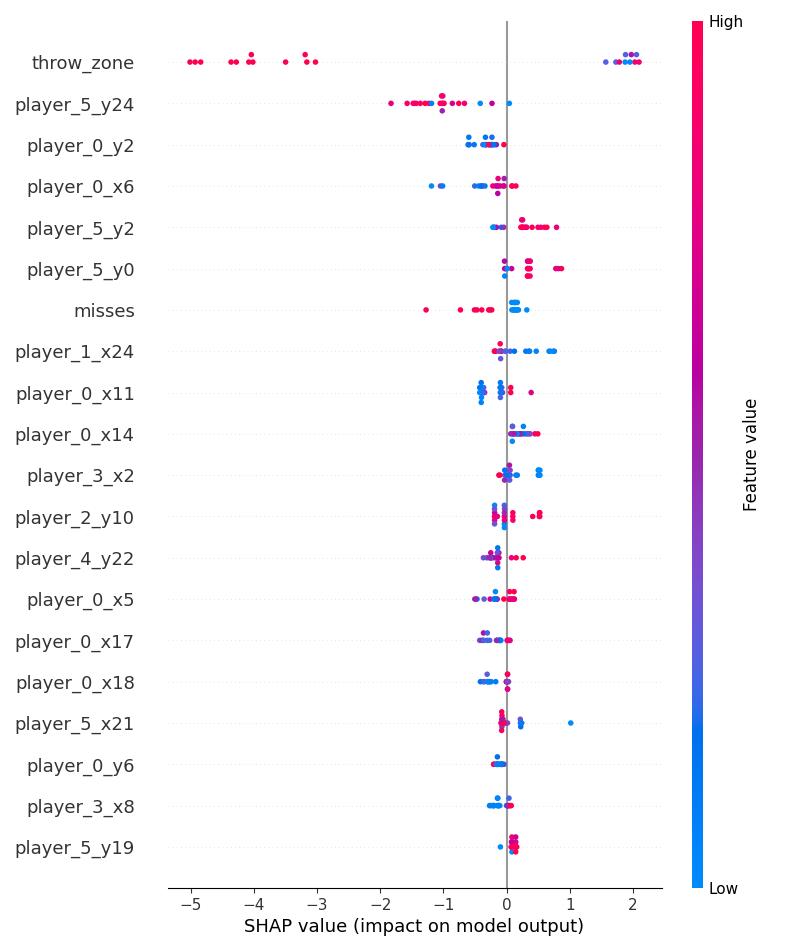 High
throw_zone
player_5_y24
player_0_y2
player_0_x6
player_5_y2
player_5_y0
misses
player_1_x24
player_0_x11
player_0_x14
player_3_x2
player_2_y10
player_4_y22
player_0_x5
player_0_x17
player_0_x18
player_5_x21
player_0_y6
player_3_x8
player_5_y19
Feature value
Low
−5 −4 −3 −2 −1 0 1 2
SHAP value (impact on model output)